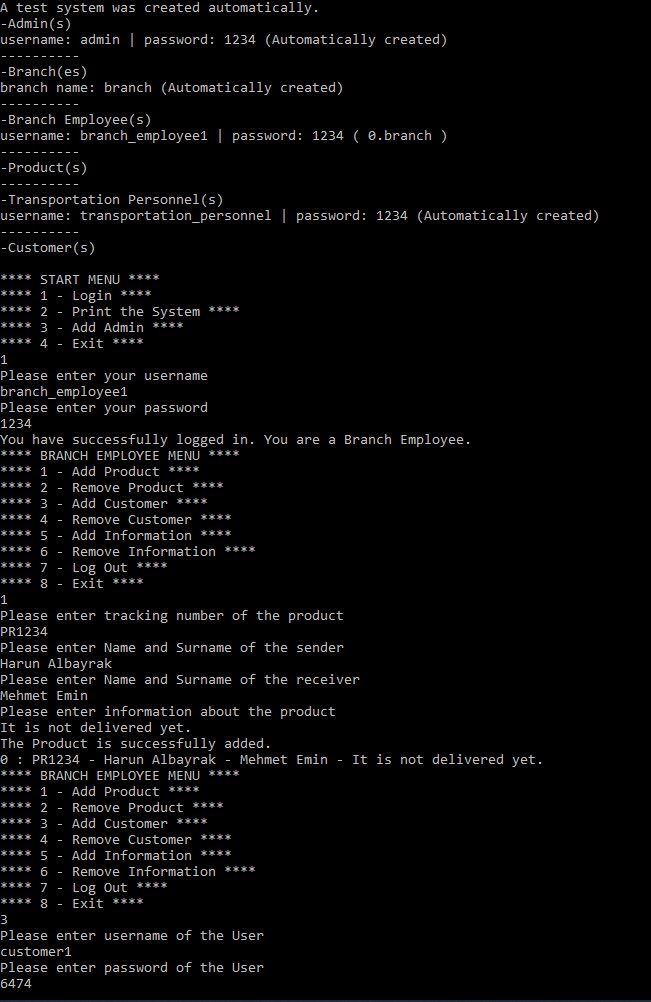 A test system was created automatically.
-Admin(s)
username: admin | password: 1234 (Automatically created)
----------
-Branch(es)
branch name: branch (Automatically created)
----------
-Branch Employee(s)
username: branch_employee1 | password: 1234 ( 0.branch )
----------
-Product(s)
----------
-Transportation Personnel(s)
username: transportation_personnel | password: 1234 (Automatically created)
----------
-Customer(s)

**** START MENU ****
**** 1 - Login ****
**** 2 - Print the System ****
**** 3 - Add Admin ****
**** 4 - Exit ****
1
Please enter your username
branch_employee1
Please enter your password
1234
You have successfully logged in. You are a Branch Employee.
**** BRANCH EMPLOYEE MENU ****
**** 1 - Add Product ****
**** 2 - Remove Product ****
**** 3 - Add Customer ****
**** 4 - Remove Customer ****
**** 5 - Add Information ****
**** 6 - Remove Information ****
**** 7 - Log Out ****
**** 8 - Exit ****
1
Please enter tracking number of the product
PR1234
Please enter Name and Surname of the sender
Harun Albayrak
Please enter Name and Surname of the receiver
Mehmet Emin
Please enter information about the product
It is not delivered yet.
The Product is successfully added.
0 : PR1234 - Harun Albayrak - Mehmet Emin - It is not delivered yet.
**** BRANCH EMPLOYEE MENU ****
**** 1 - Add Product ****
**** 2 - Remove Product ****
**** 3 - Add Customer ****
**** 4 - Remove Customer ****
**** 5 - Add Information ****
**** 6 - Remove Information ****
**** 7 - Log Out ****
**** 8 - Exit ****
3
Please enter username of the User
customer1
Please enter password of the User
6474